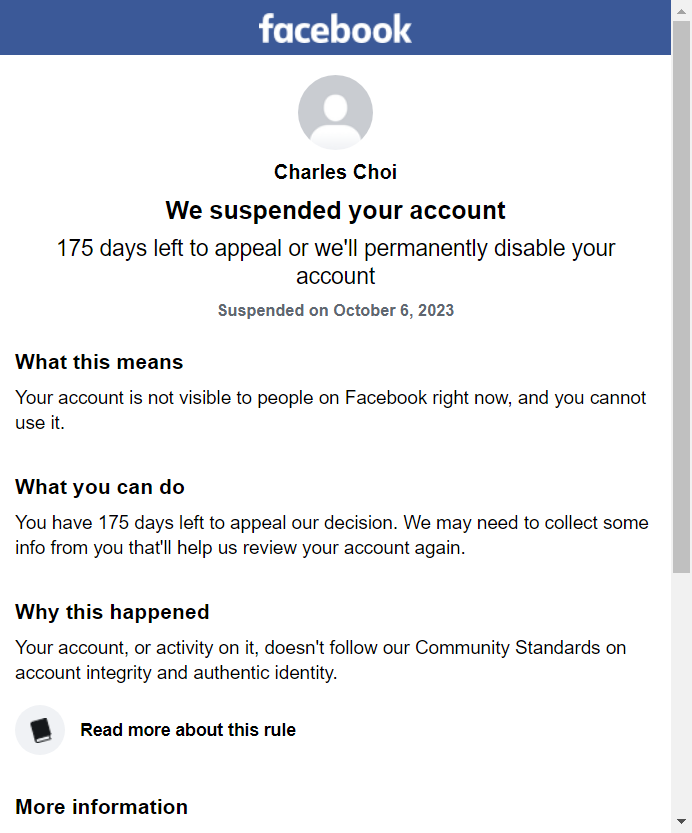 facebook
Charles Choi
We suspended your account
175 days left to appeal or we'll permanently disable your
account
Suspended on October 6, 2023
What this means
Your account is not visible to people on Facebook right now, and you cannot
use it.
What you can do
You have 175 days left to appeal our decision. We may need to collect some
info from you that'll help us review your account again.
Why this happened
Your account, or activity on it, doesn't follow our Community Standards on
account integrity and authentic identity.
Read more about this rule
More information